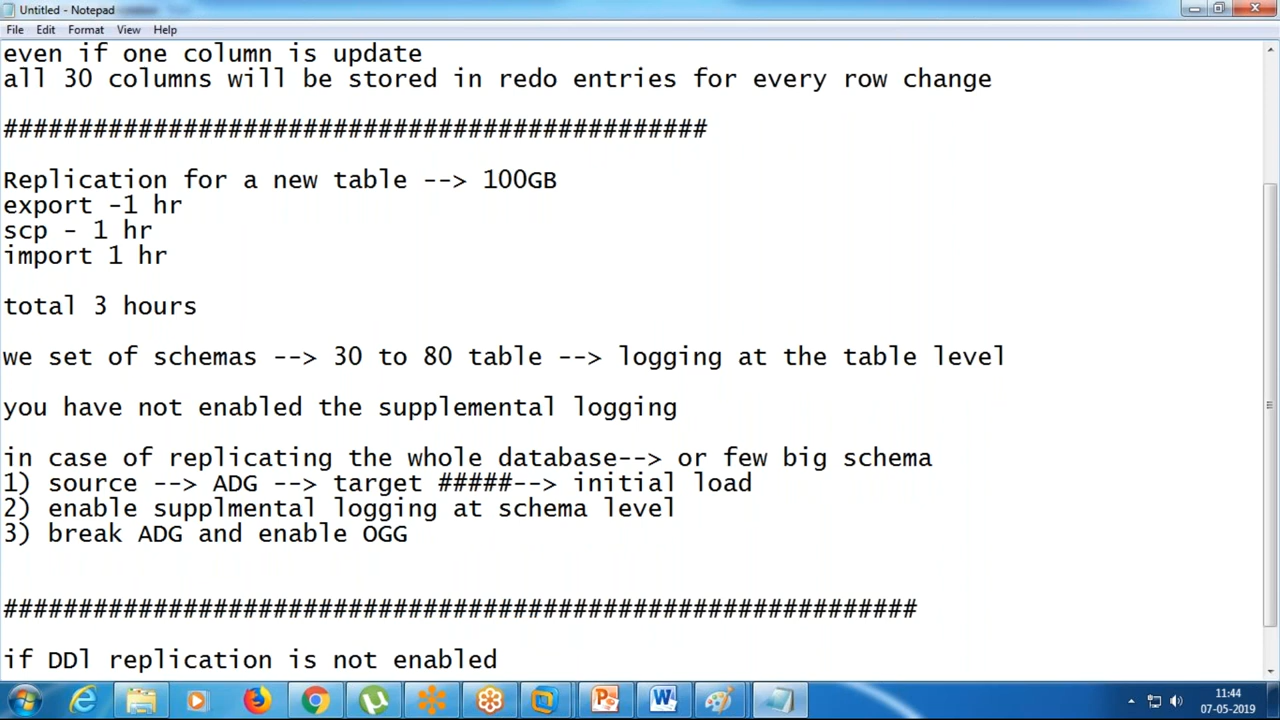 Untitled - Notepad
File Edit Format View Help
even if one column is update
all 30 columns will be stored in redo entries for every row change
###############################################
Replication for a new table --> 100GB
export -1 hr
scp - 1 hr
import 1 hr
total 3 hours
we set of schemas --> 30 to 80 table --> logging at the table level
you have not enabled the supplemental logging
in case of replicating the whole database--> or few big schema
1) source --> ADG --> target #####--> initial load
2) enable supplmental logging at schema level
3) break ADG and enable OGG
#############################################################
if DDl replication is not enabled
11:44
07-05-2019